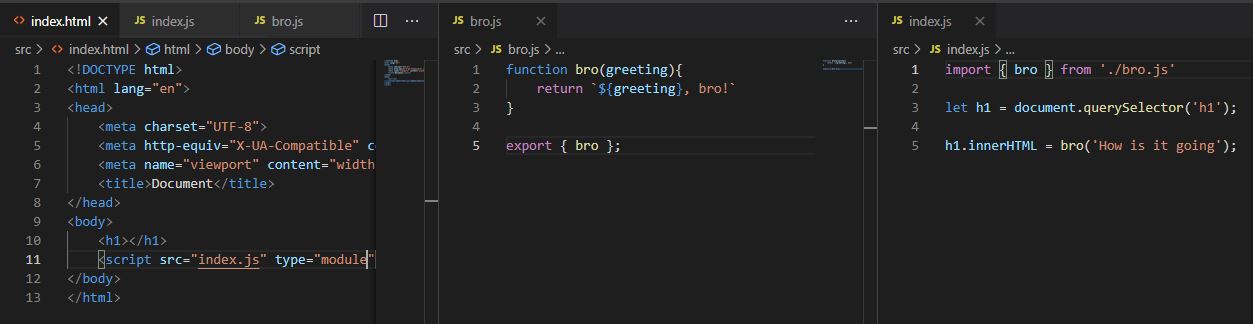 <> index.html ×
JS index.js
JS bro.js
···
src > <> index.html > html > body > script
1 <!DOCTYPE html>
2 <html lang="en">
3 <head>
4     <meta charset="UTF-8">
5     <meta http-equiv="X-UA-Compatible" c
6     <meta name="viewport" content="width
7     <title>Document</title>
8 </head>
9 <body>
10     <h1></h1>
11     <script src="index.js" type="module"
12 </body>
13 </html>
JS bro.js ×
···
src > JS bro.js > ...
1 function bro(greeting){
2     return `${greeting}, bro!`
3 }
4
5 export { bro };
JS index.js ×
src > JS index.js > ...
1 import { bro } from './bro.js'
2
3 let h1 = document.querySelector('h1');
4
5 h1.innerHTML = bro('How is it going');